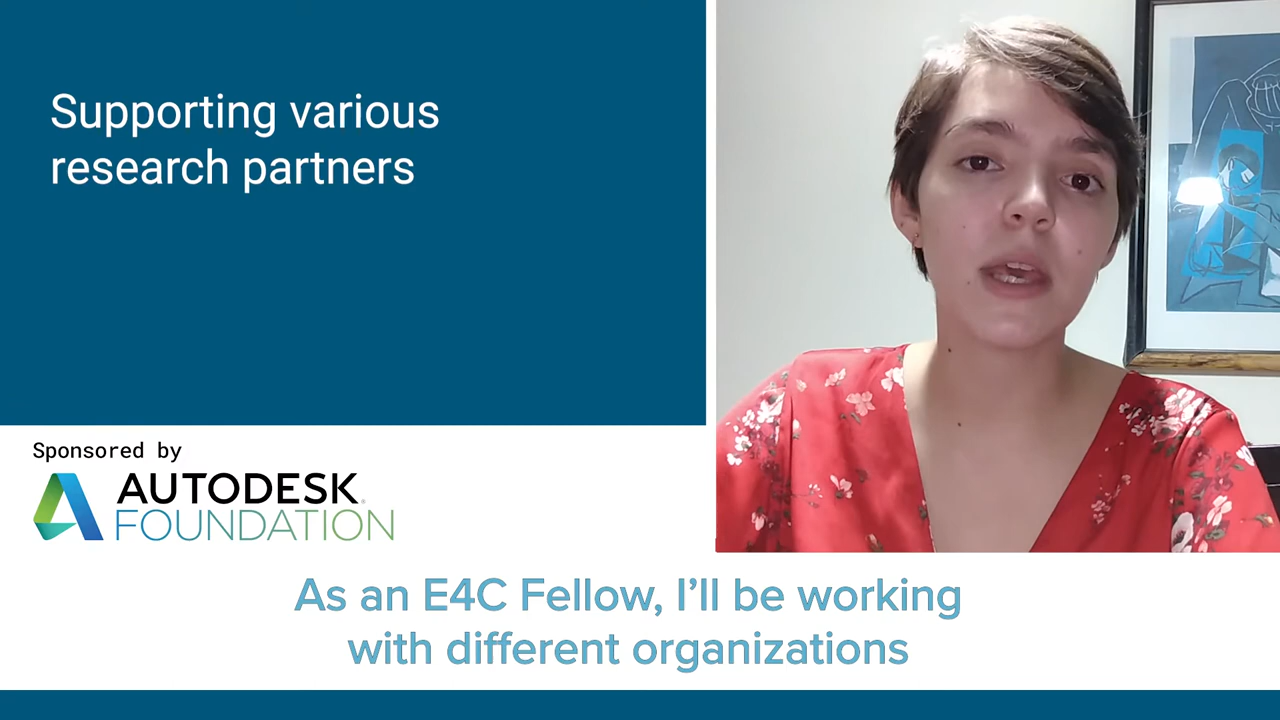 Supporting various
research partners
Sponsored by
AUTODESK
FOUNDATION
As an E4C Fellow, I’ll be working
with different organizations